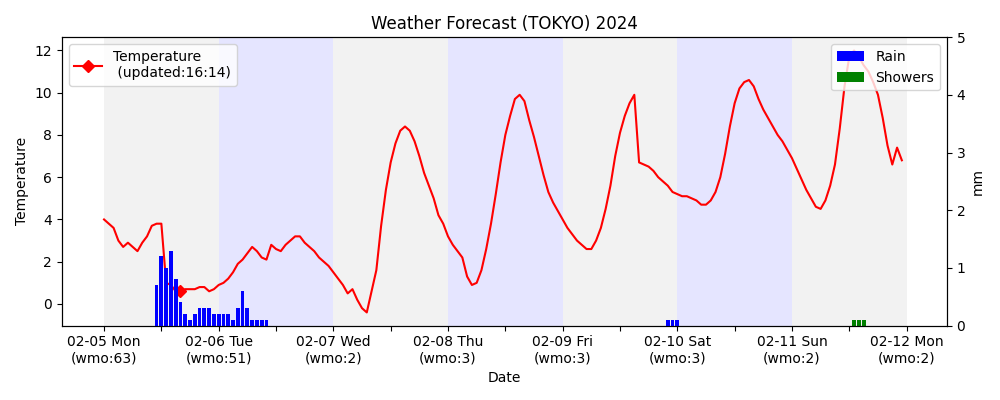 Weather Forecast (TOKYO) 2024
Temperature
(updated:16:14)
Rain
Showers
Temperature
12
10
8
6
4
2
0
5
4
3
2
1
0
mm
02-05 Mon 02-06 Tue 02-07 Wed 02-08 Thu 02-09 Fri 02-10 Sat 02-11 Sun 02-12 Mon
(wmo:63) (wmo:51) (wmo:2) (wmo:3) (wmo:3) (wmo:3) (wmo:2) (wmo:2)
Date